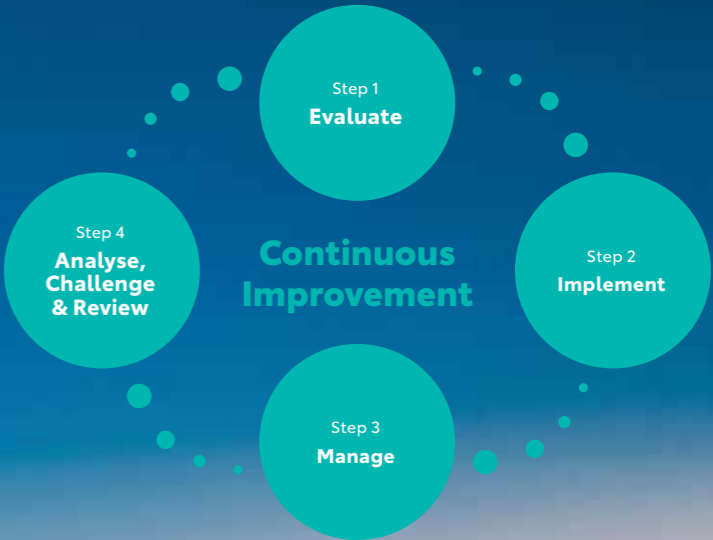 Step 1
Evaluate
Step 2
Implement
Step 3
Manage
Step 4
Analyse,
Challenge
& Review
Continuous
Improvement